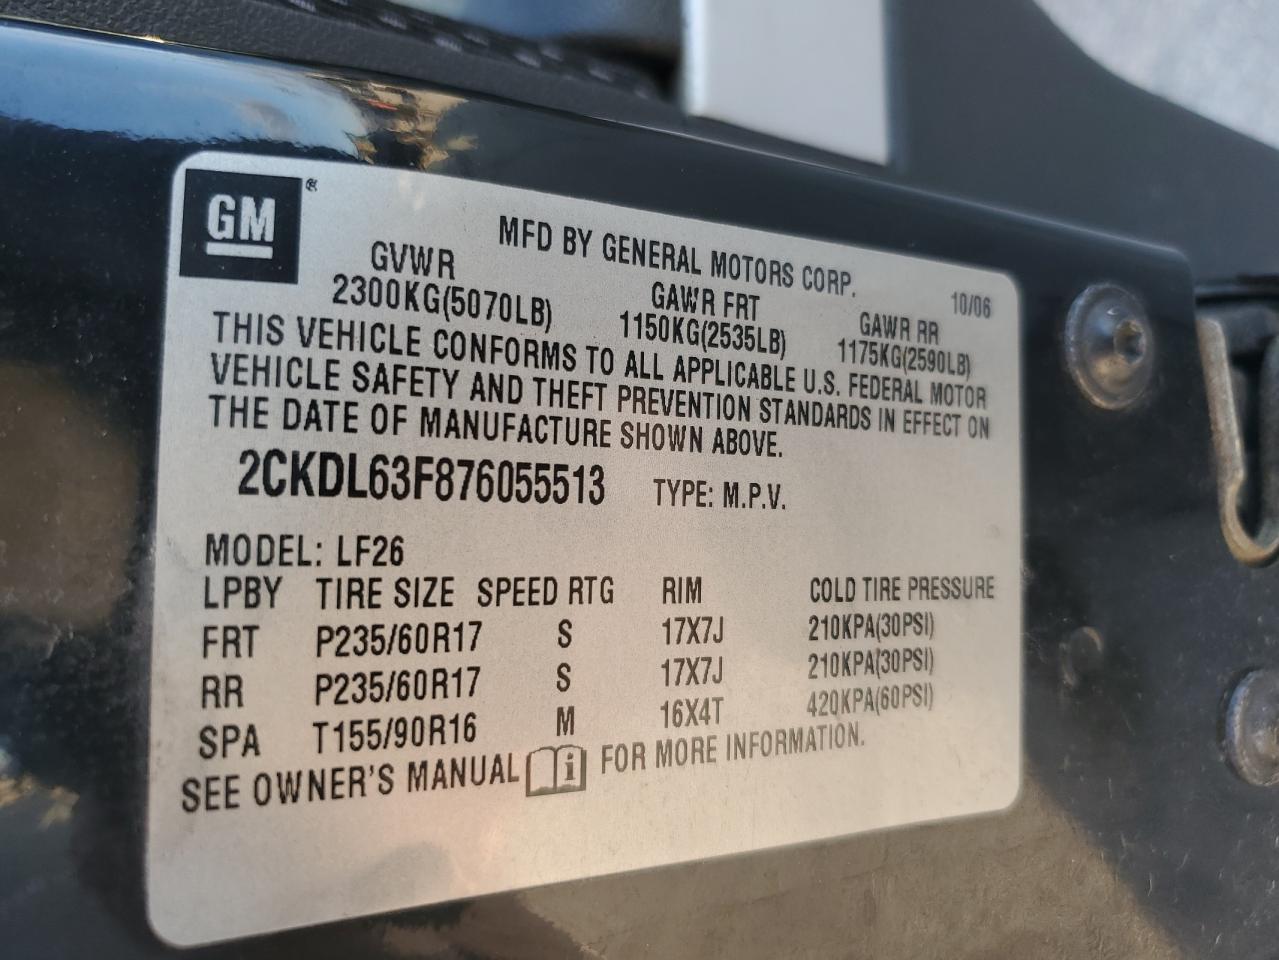 GM ®
MFD BY GENERAL MOTORS CORP.
10/06
GVWR GAWR FRT GAWR RR
2300KG(5070LB) 1150KG(2535LB) 1175KG(2590LB)
THIS VEHICLE CONFORMS TO ALL APPLICABLE U.S. FEDERAL MOTOR
VEHICLE SAFETY AND THEFT PREVENTION STANDARDS IN EFFECT ON
THE DATE OF MANUFACTURE SHOWN ABOVE.
2CKDL63F876055513 TYPE: M.P.V.
MODEL: LF26
LPBY TIRE SIZE SPEED RTG RIM COLD TIRE PRESSURE
FRT P235/60R17 S 17X7J 210KPA(30PSI)
RR P235/60R17 S 17X7J 210KPA(30PSI)
SPA T155/90R16 M 16X4T 420KPA(60PSI)
SEE OWNER'S MANUAL i FOR MORE INFORMATION.